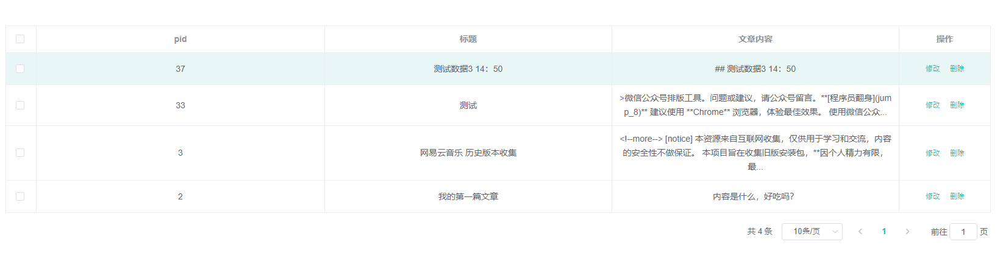 pid 标题 文章内容 操作
37 测试数据3 14：50 ## 测试数据3 14：50 修改 删除
33 测试 >微信公众号排版工具。问题或建议，请公众号留言。**[程序员翻身](jum
p_8)** 建议使用 **Chrome** 浏览器，体验最佳效果。 使用微信公众... 修改 删除
3 网易云音乐 历史版本收集 <!--more--> [notice] 本资源来自互联网收集，仅供用于学习和交流，内容
的安全性不做保证。 本项目旨在收集旧版安装包，**因个人精力有限，
最... 修改 删除
2 我的第一篇文章 内容是什么，好吃吗？ 修改 删除
共 4 条 10条/页 1 前往 1 页